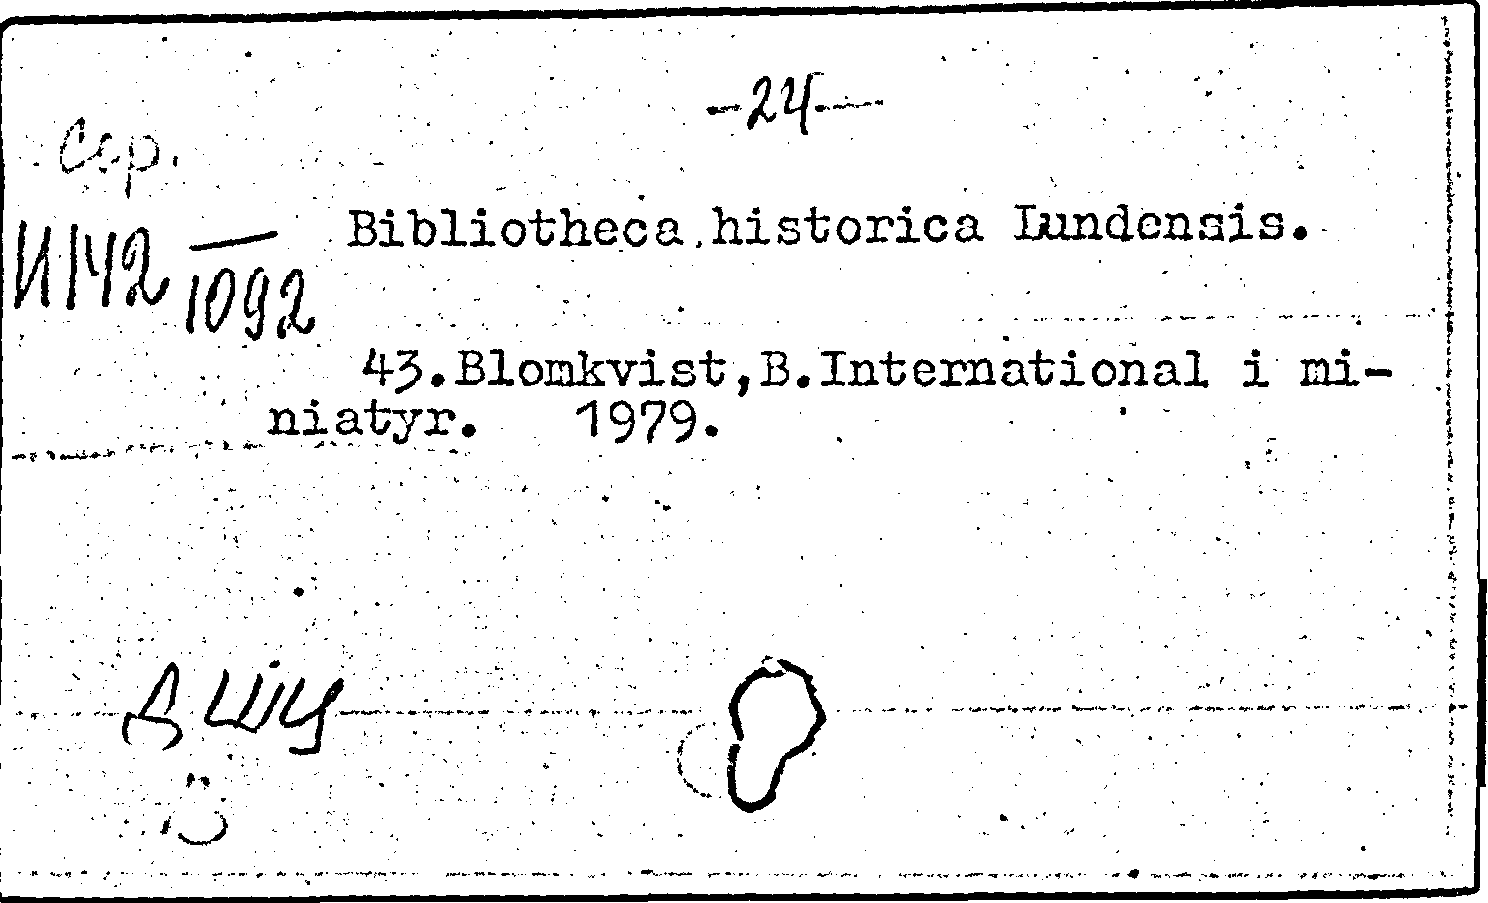 -24-
Сер.
И142
1092
Bibliotheca historica Lundensis.
43.Blomkvist,B.International i mi-
niatyr. 1979.